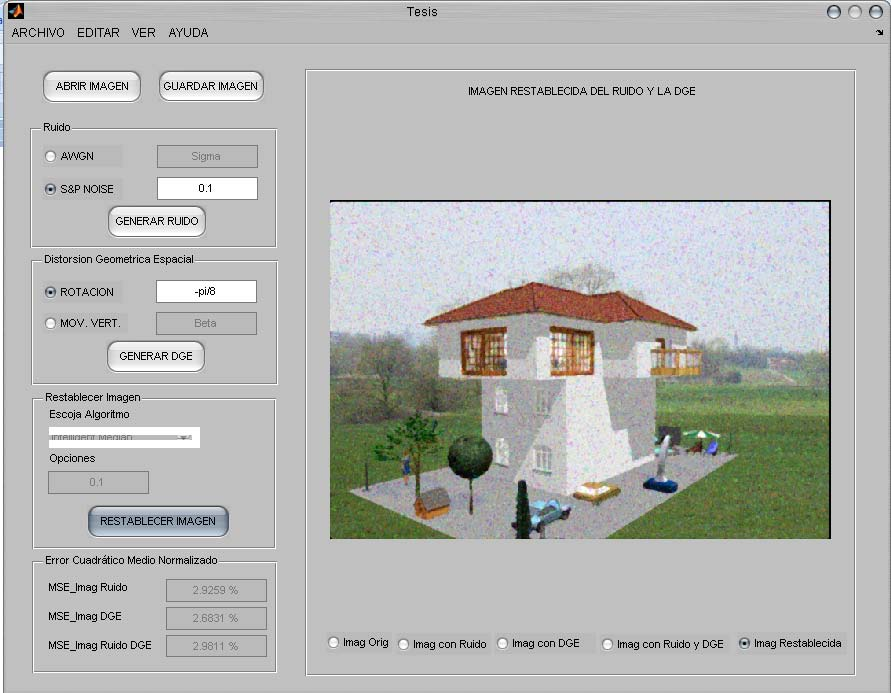 Tesis
ARCHIVO EDITAR VER AYUDA
ABRIR IMAGEN GUARDAR IMAGEN
Ruido
AWGN Sigma
S&P NOISE 0.1
GENERAR RUIDO
Distorsion Geometrica Espacial
ROTACION -pi/8
MOV. VERT. Beta
GENERAR DGE
Restablecer Imagen
Escoja Algoritmo
Intelligent Median
Opciones
0.1
RESTABLECER IMAGEN
Error Cuadrático Medio Normalizado
MSE_Imag Ruido 2.9259 %
MSE_Imag DGE 2.6831 %
MSE_Imag Ruido DGE 2.9811 %
IMAGEN RESTABLECIDA DEL RUIDO Y LA DGE
Imag Orig Imag con Ruido Imag con DGE Imag con Ruido y DGE Imag Restablecida